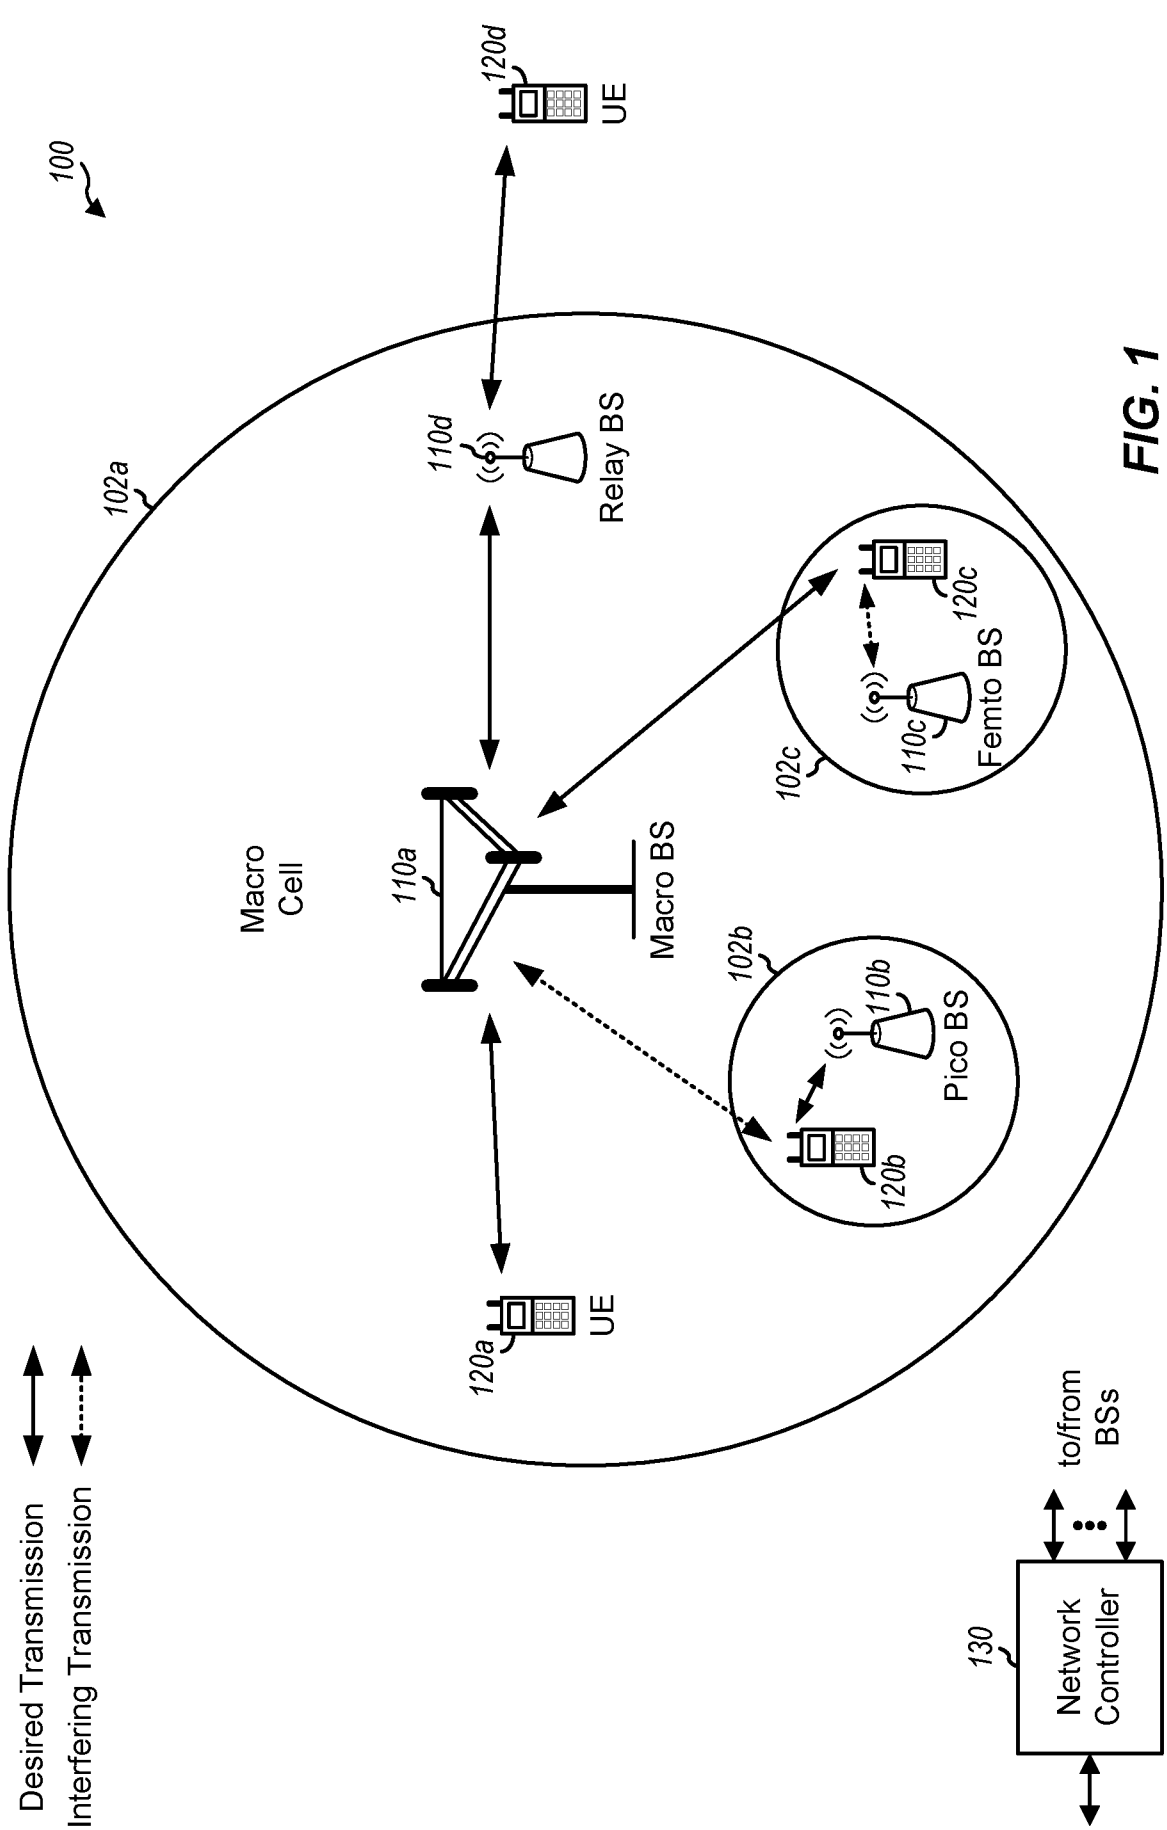 Desired Transmission
Interfering Transmission
100
102a
Macro
Cell
110a
110d
120d
120a
UE
Macro BS
Relay BS
UE
102b
102c
120b
110b
Pico BS
110c
120c
Femto BS
130
Network
Controller
to/from
BSs
FIG. 1